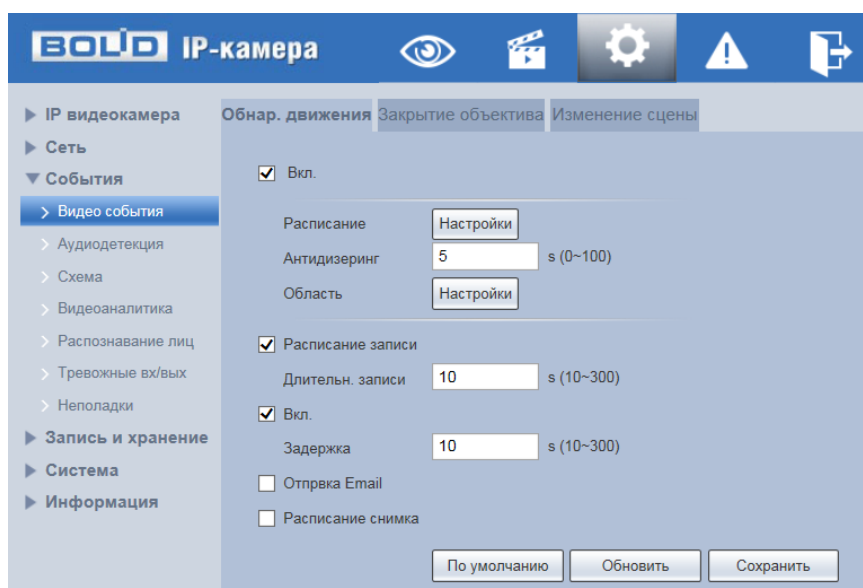 BOLID IP-камера
IP видеокамера
Сеть
События
Видео события
Аудиодетекция
Схема
Видеоаналитика
Распознавание лиц
Тревожные вх/вых
Неполадки
Запись и хранение
Система
Информация
Обнар. движения Закрытие объектива Изменение сцены
Вкл.
Расписание Настройки
Антидизеринг 5 s (0~100)
Область Настройки
Расписание записи
Длительн. записи 10 s (10~300)
Вкл.
Задержка 10 s (10~300)
Отпрвка Email
Расписание снимка
По умолчанию Обновить Сохранить